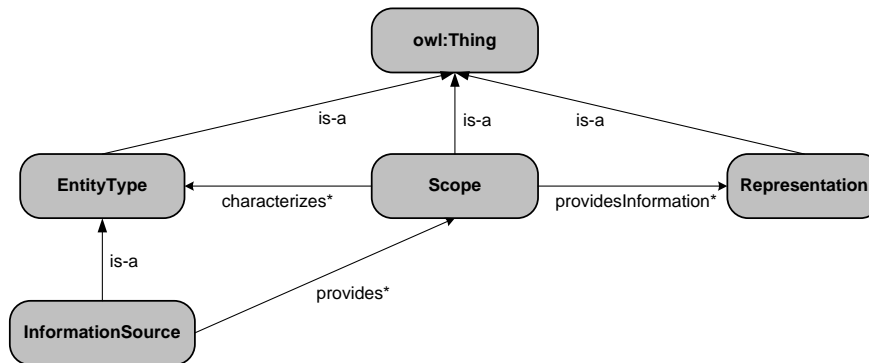 owl:Thing
is-a
is-a
is-a
EntityType
characterizes*
Scope
providesInformation*
Representation
is-a
provides*
InformationSource